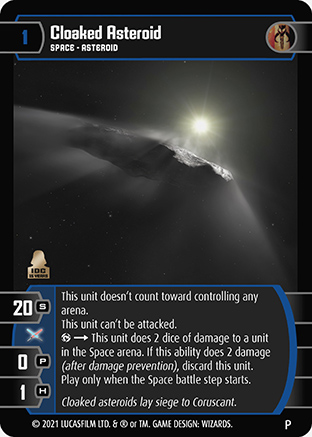 1
Cloaked Asteroid
SPACE - ASTEROID
IDC
15 YEARS
20 S
0 P
1 H
This unit doesn't count toward controlling any
arena.
This unit can't be attacked.
→ This unit does 2 dice of damage to a unit
in the Space arena. If this ability does 2 damage
(after damage prevention), discard this unit.
Play only when the Space battle step starts.
Cloaked asteroids lay siege to Coruscant.
© 2021 LUCASFILM LTD. & ® or TM. GAME DESIGN: WIZARDS.
P